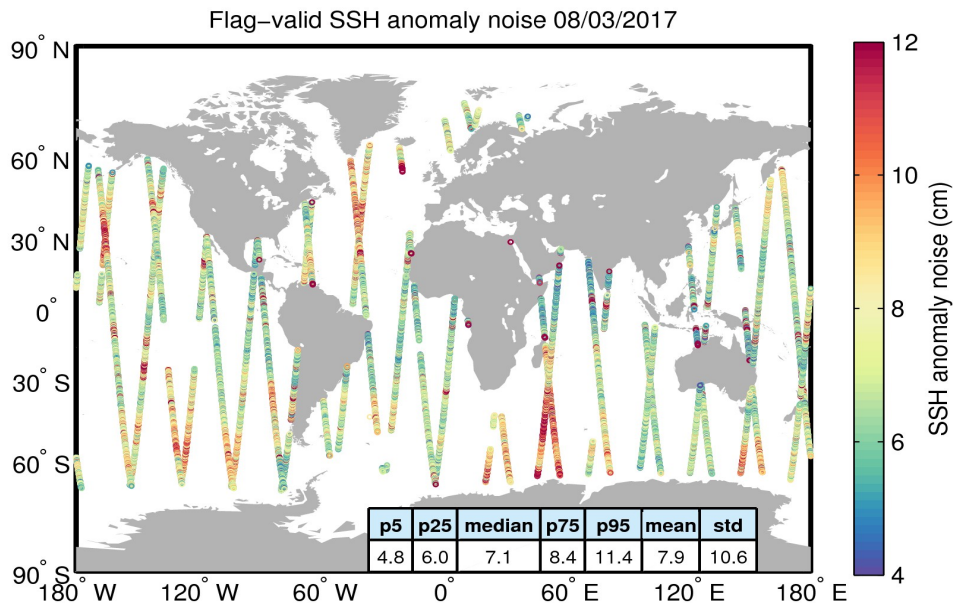 Flag−valid SSH anomaly noise 08/03/2017
90° N
60° N
30° N
0°
30° S
60° S
90° S
180° W
120° W
60° W
0°
60° E
120° E
180° E
p5 p25 median p75 p95 mean std
4.8 6.0 7.1 8.4 11.4 7.9 10.6
12
10
8
6
4
SSH anomaly noise (cm)